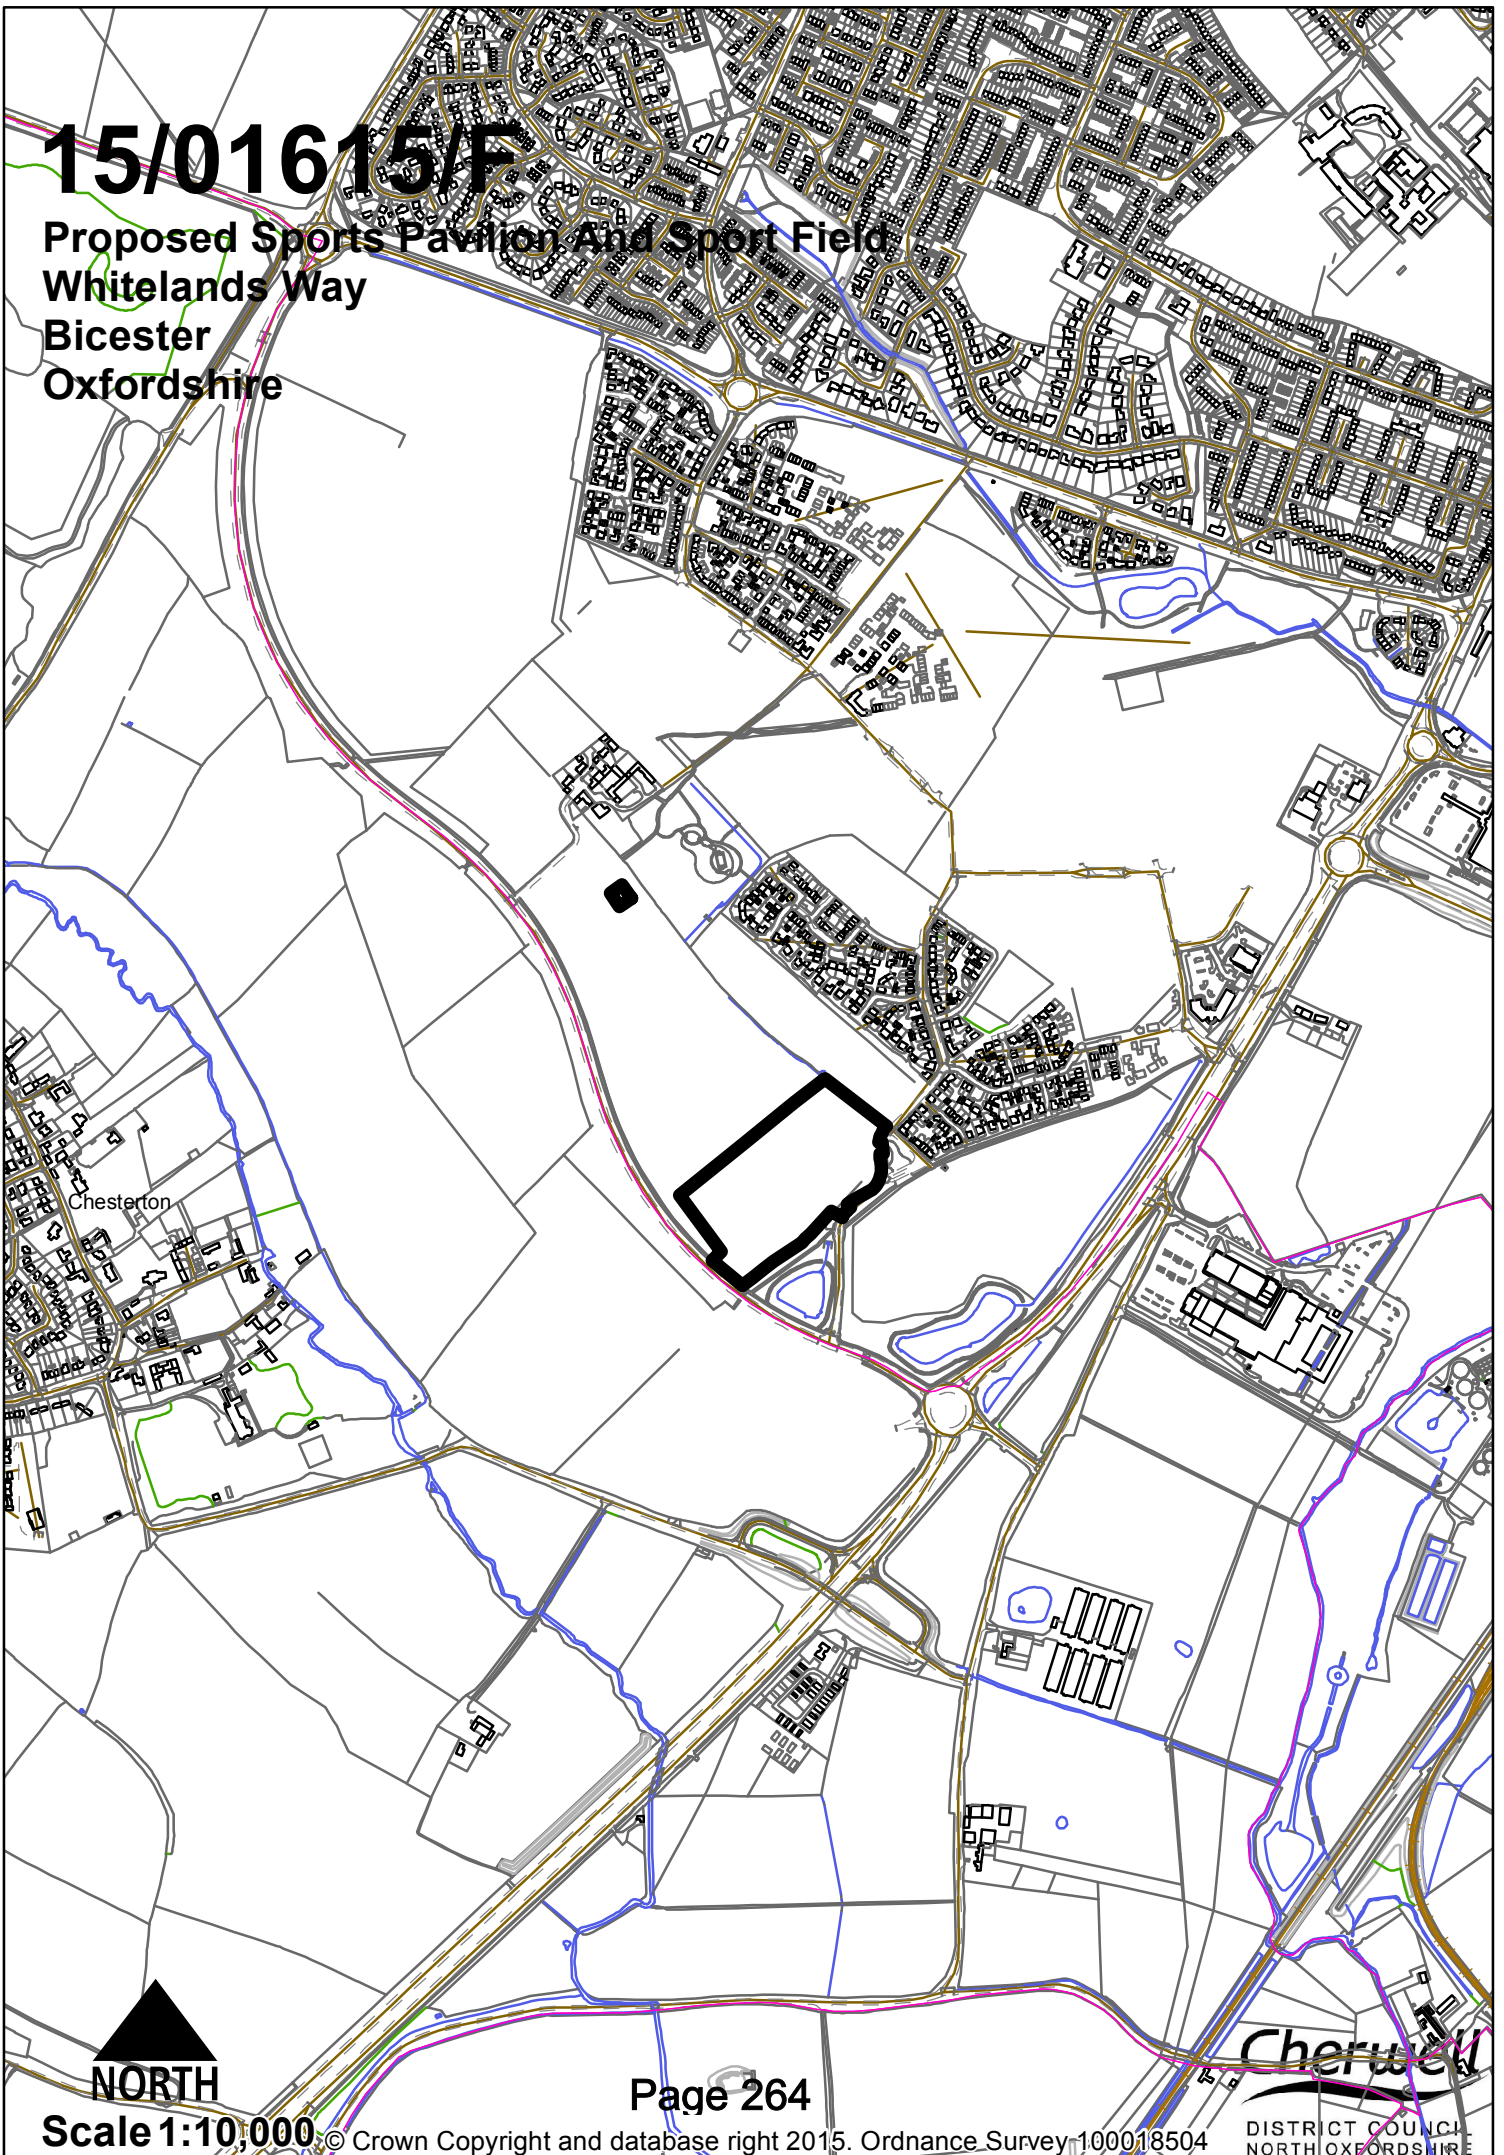 15/01615/F
Proposed Sports Pavilion And Sport Field
Whitelands Way
Bicester
Oxfordshire
Chesterton
NORTH
Page 264
Scale 1:10,000 © Crown Copyright and database right 2015. Ordnance Survey 100018504
Cherwell
DISTRICT COUNCIL
NORTH OXFORDSHIRE